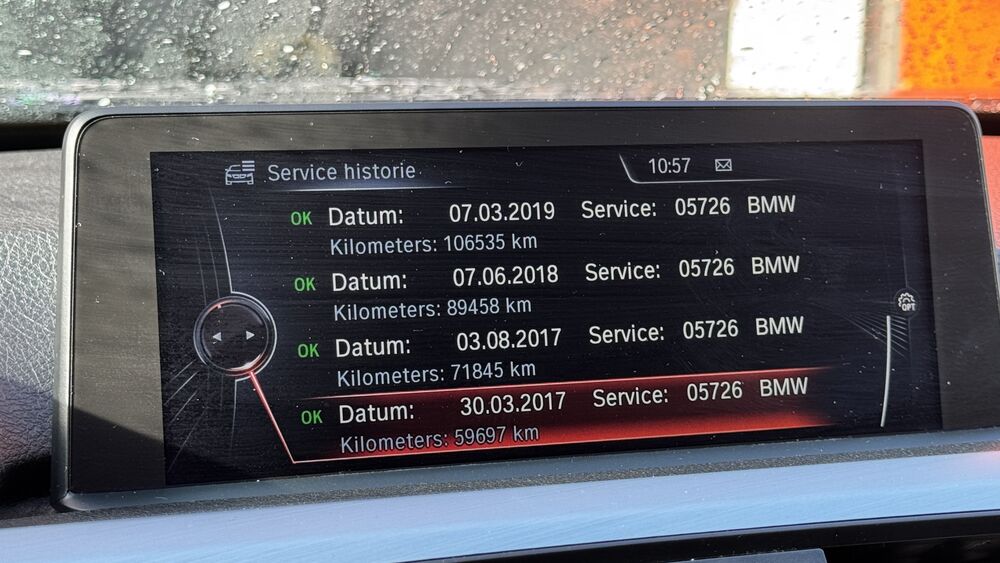 Service historie
10:57
OK Datum: 07.03.2019 Service: 05726 BMW
Kilometers: 106535 km
OK Datum: 07.06.2018 Service: 05726 BMW
Kilometers: 89458 km
OK Datum: 03.08.2017 Service: 05726 BMW
Kilometers: 71845 km
OK Datum: 30.03.2017 Service: 05726 BMW
Kilometers: 59697 km
OPT